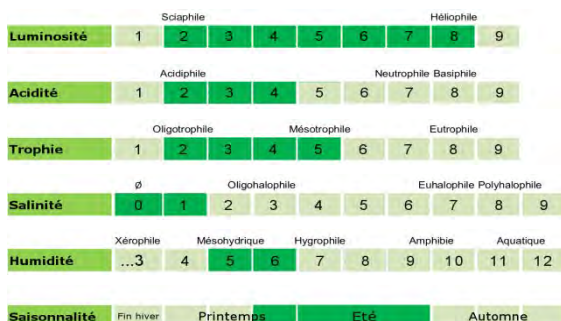 Sciaphile Héliophile
Luminosité 1 2 3 4 5 6 7 8 9
Acidiphile Neutrophile Basiphile
Acidité 1 2 3 4 5 6 7 8 9
Oligotrophile Mésotrophile Eutrophile
Trophie 1 2 3 4 5 6 7 8 9
Ø Oligohalophile Euhalophile Polyhalophile
Salinité 0 1 2 3 4 5 6 7 8 9
Xérophile Mésohydrique Hygrophile Amphibie Aquatique
Humidité ...3 4 5 6 7 8 9 10 11 12
Saisonnalité Fin hiver Printemps Eté Automne